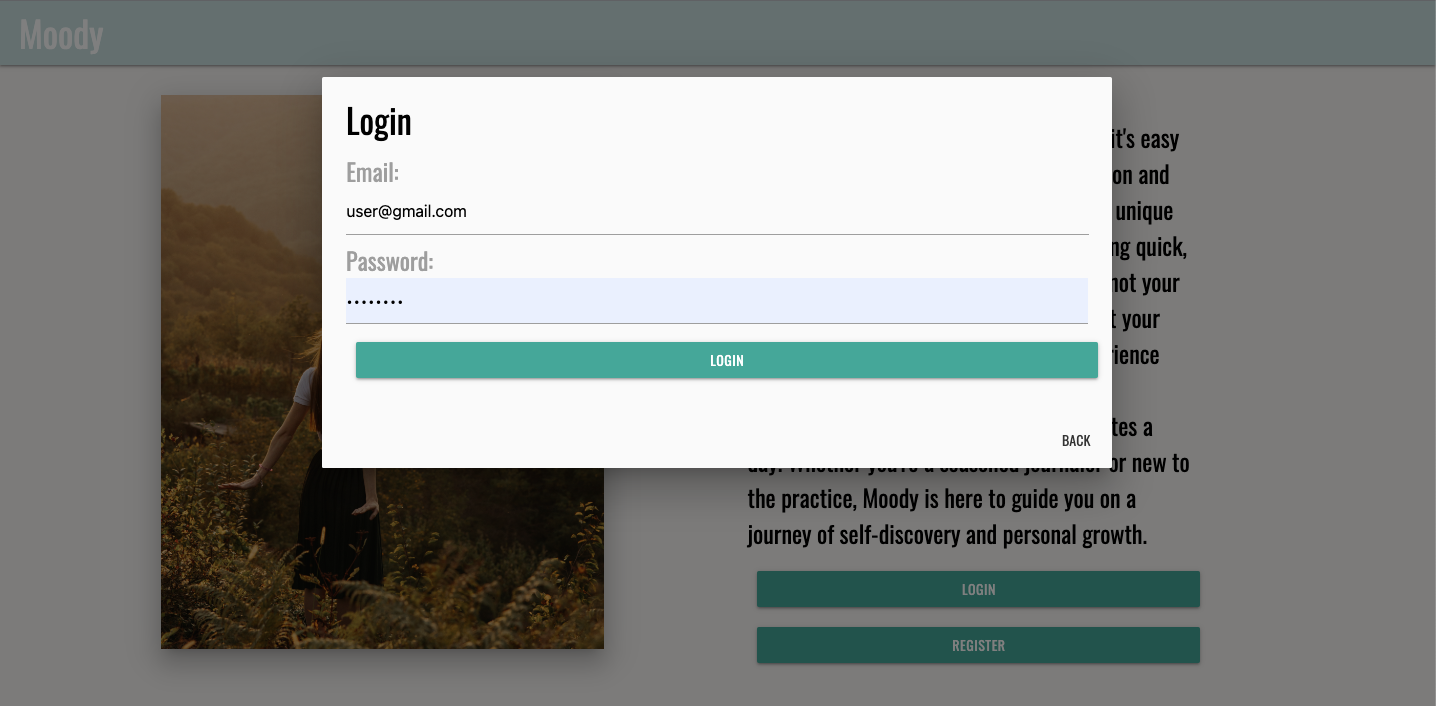 Moody
Login
Email:
user@gmail.com
Password:
••••••••
LOGIN
BACK
it's easy
on and
unique
ng quick,
not your
t your
rience
tes a
day. Whether you're a seasoned journaler or new to
the practice, Moody is here to guide you on a
journey of self-discovery and personal growth.
LOGIN
REGISTER